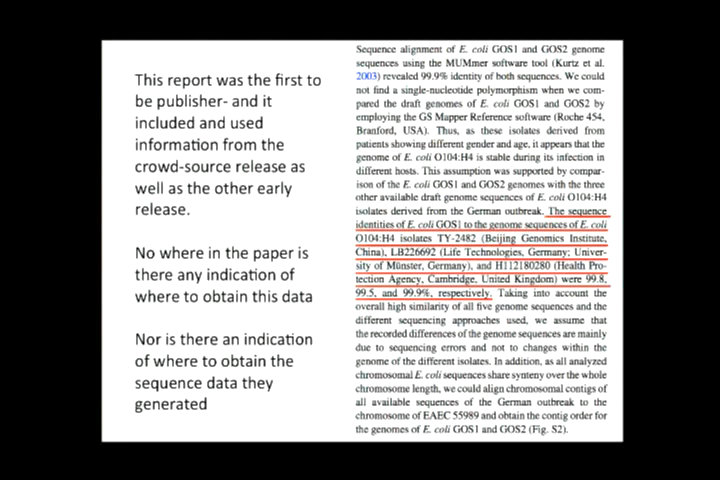 This report was the first to
be publisher- and it
included and used
information from the
crowd-source release as
well as the other early
release.
No where in the paper is
there any indication of
where to obtain this data
Nor is there an indication
of where to obtain the
sequence data they
generated
Sequence alignment of E. coli GOS1 and GOS2 genome
sequences using the MUMmer software tool (Kurtz et al.
2003) revealed 99.9% identity of both sequences. We could
not find a single-nucleotide polymorphism when we com-
pared the draft genomes of E. coli GOS1 and GOS2 by
employing the GS Mapper Reference software (Roche 454,
Branford, USA). Thus, as these isolates derived from
patients showing different gender and age, it appears that the
genome of E. coli O104:H4 is stable during its infection in
different hosts. This assumption was supported by compar-
ison of the E. coli GOS1 and GOS2 genomes with the three
other available draft genome sequences of E. coli O104:H4
isolates derived from the German outbreak. The sequence
identities of E. coli GOS1 to the genome sequences of E. coli
O104:H4 isolates TY-2482 (Beijing Genomics Institute,
China), LB226692 (Life Technologies, Germany; Univer-
sity of Münster, Germany), and H112180280 (Health Pro-
tection Agency, Cambridge, United Kingdom) were 99.8,
99.5, and 99.9%, respectively. Taking into account the
overall high similarity of all five genome sequences and the
different sequencing approaches used, we assume that
the recorded differences of the genome sequences are mainly
due to sequencing errors and not to changes within the
genome of the different isolates. In addition, as all analyzed
chromosomal E. coli sequences share synteny over the whole
chromosome length, we could align chromosomal contigs of
all available sequences of the German outbreak to the
chromosome of EAEC 55989 and obtain the contig order for
the genomes of E. coli GOS1 and GOS2 (Fig. S2).